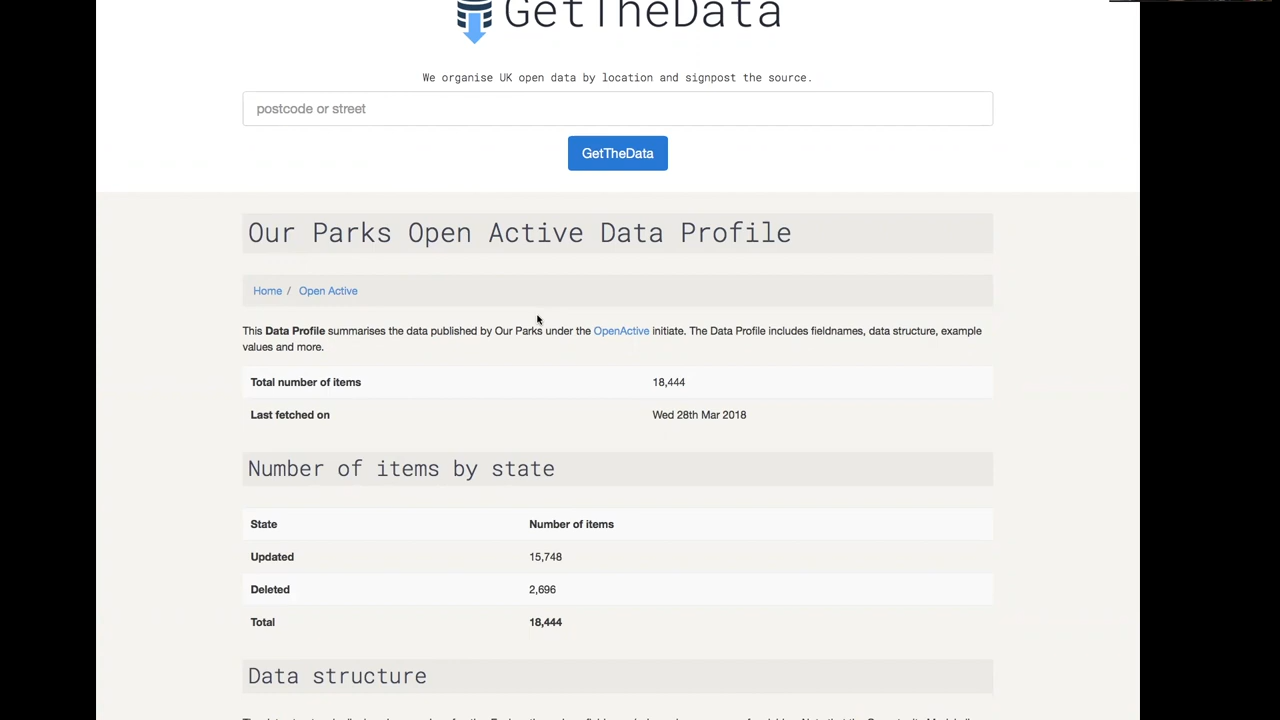 GetTheData
We organise UK open data by location and signpost the source.
postcode or street
GetTheData
Our Parks Open Active Data Profile
Home / Open Active
This Data Profile summarises the data published by Our Parks under the OpenActive initiate. The Data Profile includes fieldnames, data structure, example
values and more.
Total number of items 18,444
Last fetched on Wed 28th Mar 2018
Number of items by state
State Number of items
Updated 15,748
Deleted 2,696
Total 18,444
Data structure